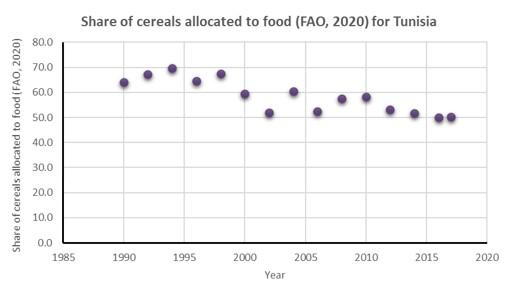 Share of cereals allocated to food (FAO, 2020) for Tunisia
Share of cereals allocated to food (FAO, 2020)
80.0
70.0
60.0
50.0
40.0
30.0
20.0
10.0
0.0
1985 1990 1995 2000 2005 2010 2015 2020
Year